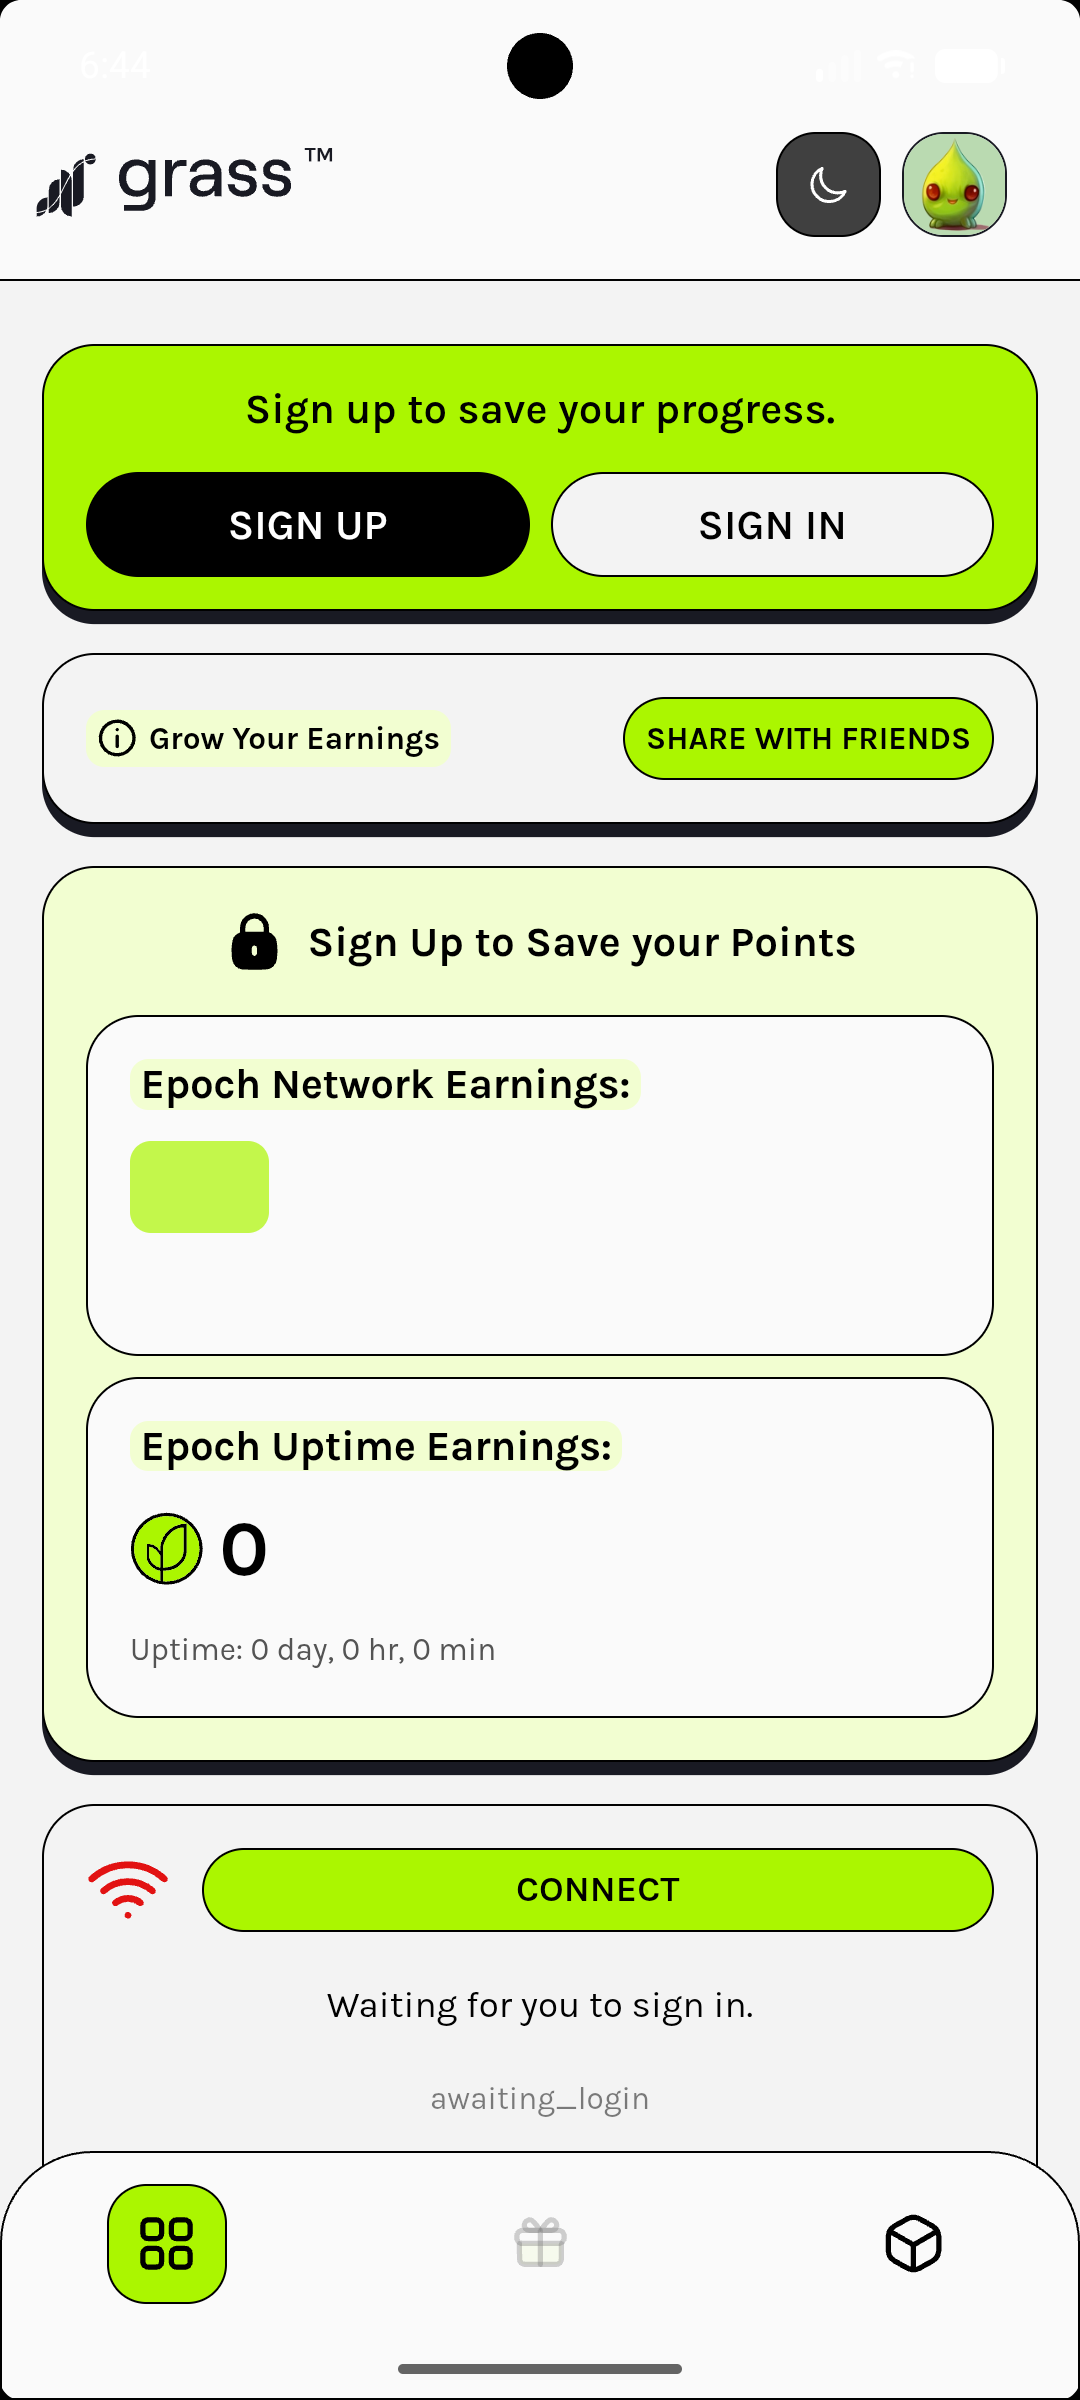 6:44
grass™
Sign up to save your progress.
SIGN UP
SIGN IN
Grow Your Earnings
SHARE WITH FRIENDS
Sign Up to Save your Points
Epoch Network Earnings:
Epoch Uptime Earnings:
0
Uptime: 0 day, 0 hr, 0 min
CONNECT
Waiting for you to sign in.
awaiting_login